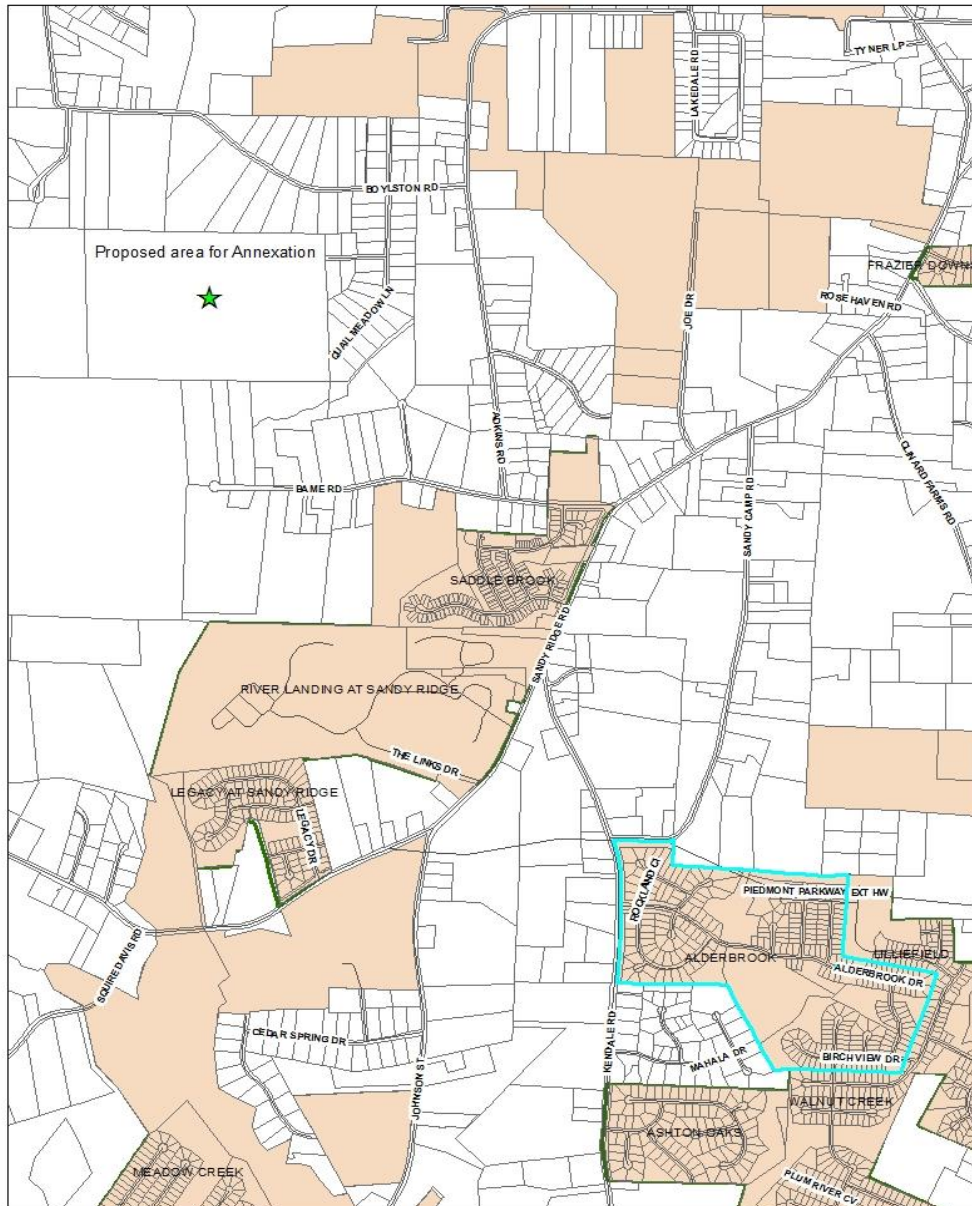 TYNER LP
LAKEDALE RD
BOYLSTON RD
Proposed area for Annexation
FRAZIER DOWNS
ROSEHAVEN RD
QUAIL MEADOW LN
JOE DR
ADKINS RD
CLINARD FARMS RD
BAME RD
SANDY CAMP RD
SADDLE BROOK
SANDY RIDGE RD
RIVER LANDING AT SANDY RIDGE
THE LINKS DR
LEGACY AT SANDY RIDGE
LEGACY DR
ROCKLAND CI
PIEDMONT PARKWAY EXT HW
SQUIRE DAVIS RD
ALDERBROOK
LILLIEFIELD
ALDERBROOK DR
CEDAR SPRING DR
JOHNSON ST
KENDALE RD
MAHALA DR
BIRCHVIEW DR
WALNUT CREEK
ASHTON OAKS
MEADOW CREEK
PLUM RIVER CV